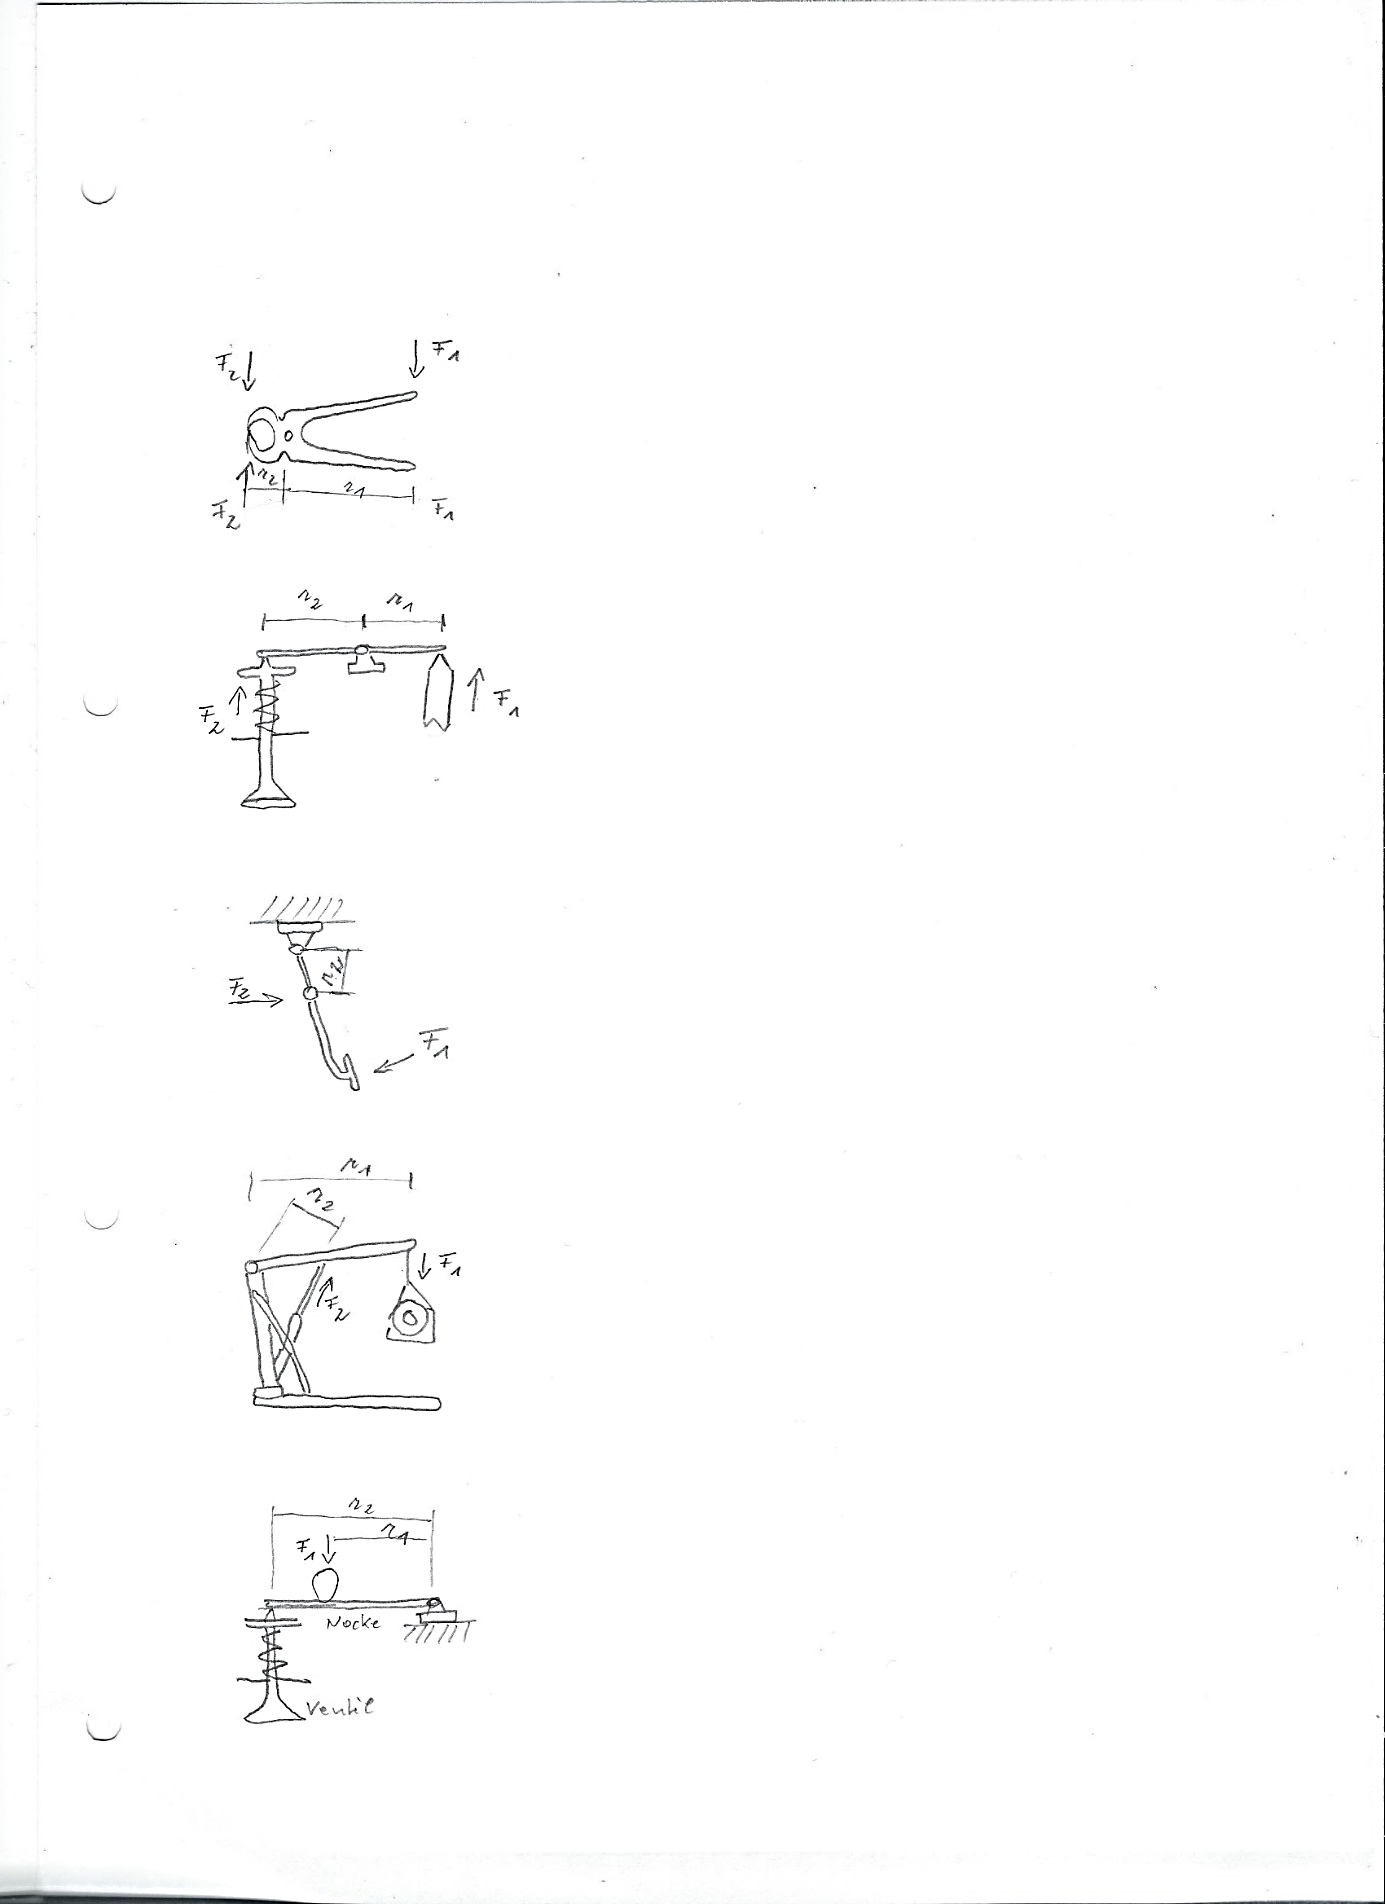 F₂ F₁
r₂ r₁
F₂ F₁
r₂ r₁
F₂ F₁
r₂
F₂
F₁
r₁
r₂
F₁
F₂
r₂
r₁
F₁
Nocke
Ventil